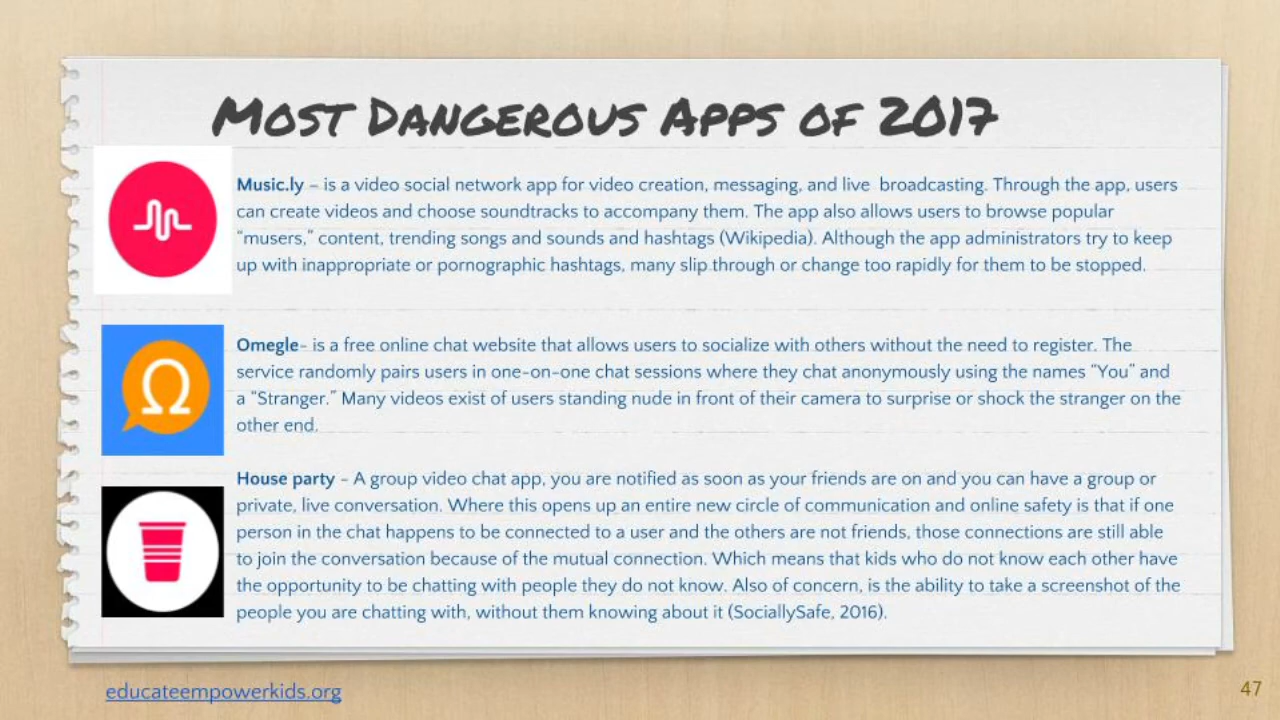 Most Dangerous Apps of 2017
Music.ly – is a video social network app for video creation, messaging, and live  broadcasting. Through the app, users
can create videos and choose soundtracks to accompany them. The app also allows users to browse popular
“musers,” content, trending songs and sounds and hashtags (Wikipedia). Although the app administrators try to keep
up with inappropriate or pornographic hashtags, many slip through or change too rapidly for them to be stopped.
Omegle- is a free online chat website that allows users to socialize with others without the need to register. The
service randomly pairs users in one-on-one chat sessions where they chat anonymously using the names “You” and
a “Stranger.” Many videos exist of users standing nude in front of their camera to surprise or shock the stranger on the
other end.
House party - A group video chat app, you are notified as soon as your friends are on and you can have a group or
private, live conversation. Where this opens up an entire new circle of communication and online safety is that if one
person in the chat happens to be connected to a user and the others are not friends, those connections are still able
to join the conversation because of the mutual connection. Which means that kids who do not know each other have
the opportunity to be chatting with people they do not know. Also of concern, is the ability to take a screenshot of the
people you are chatting with, without them knowing about it (SociallySafe, 2016).
educateempowerkids.org
47